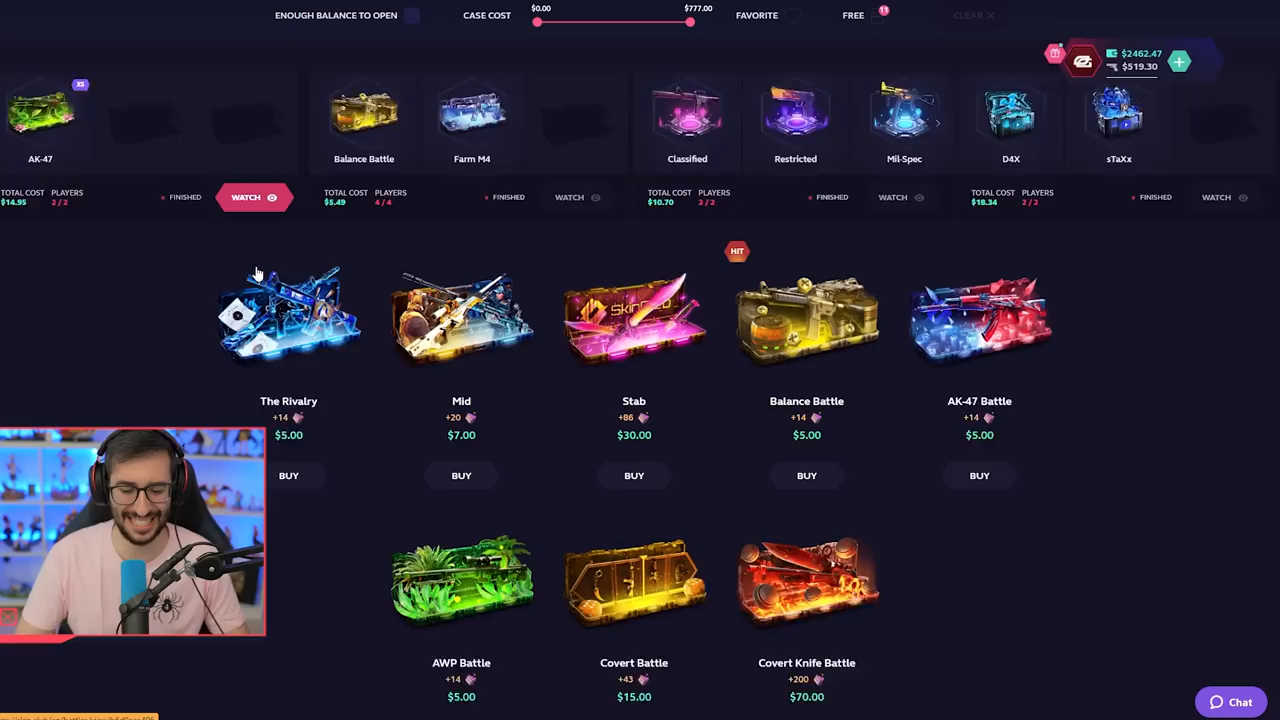 $0.00 $777.00
ENOUGH BALANCE TO OPEN CASE COST FAVORITE FREE 11 CLEAR X
$2462.47
$519.30
X5
AK-47 Balance Battle Farm M4 Classified Restricted Mil-Spec D4X sTaXx
TOTAL COST PLAYERS FINISHED WATCH TOTAL COST PLAYERS FINISHED WATCH TOTAL COST PLAYERS FINISHED WATCH TOTAL COST PLAYERS FINISHED WATCH
$14.95 2/2 $5.49 4/4 $10.70 2/2 $18.34 2/2
HIT
The Rivalry Mid Stab Balance Battle AK-47 Battle
+14 +20 +86 +14 +14
$5.00 $7.00 $30.00 $5.00 $5.00
BUY BUY BUY BUY BUY
AWP Battle Covert Battle Covert Knife Battle
+14 +43 +200
$5.00 $15.00 $70.00
Chat